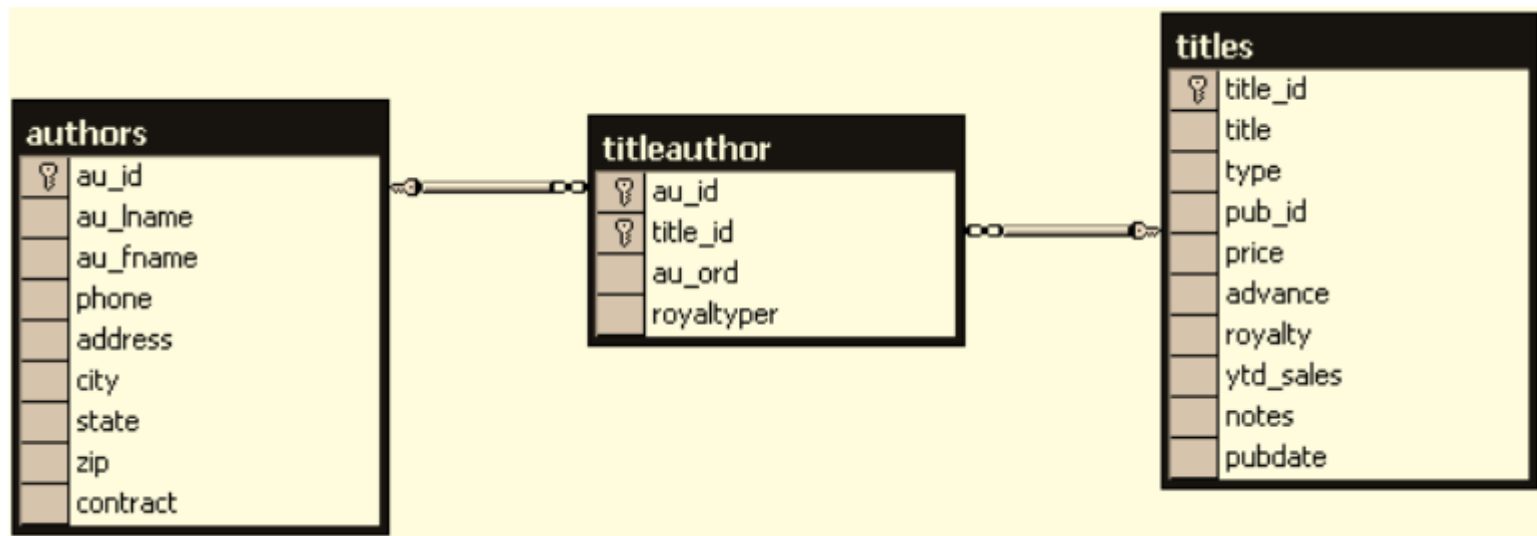 authors
au_id
au_lname
au_fname
phone
address
city
state
zip
contract
titleauthor
au_id
title_id
au_ord
royaltyper
titles
title_id
title
type
pub_id
price
advance
royalty
ytd_sales
notes
pubdate